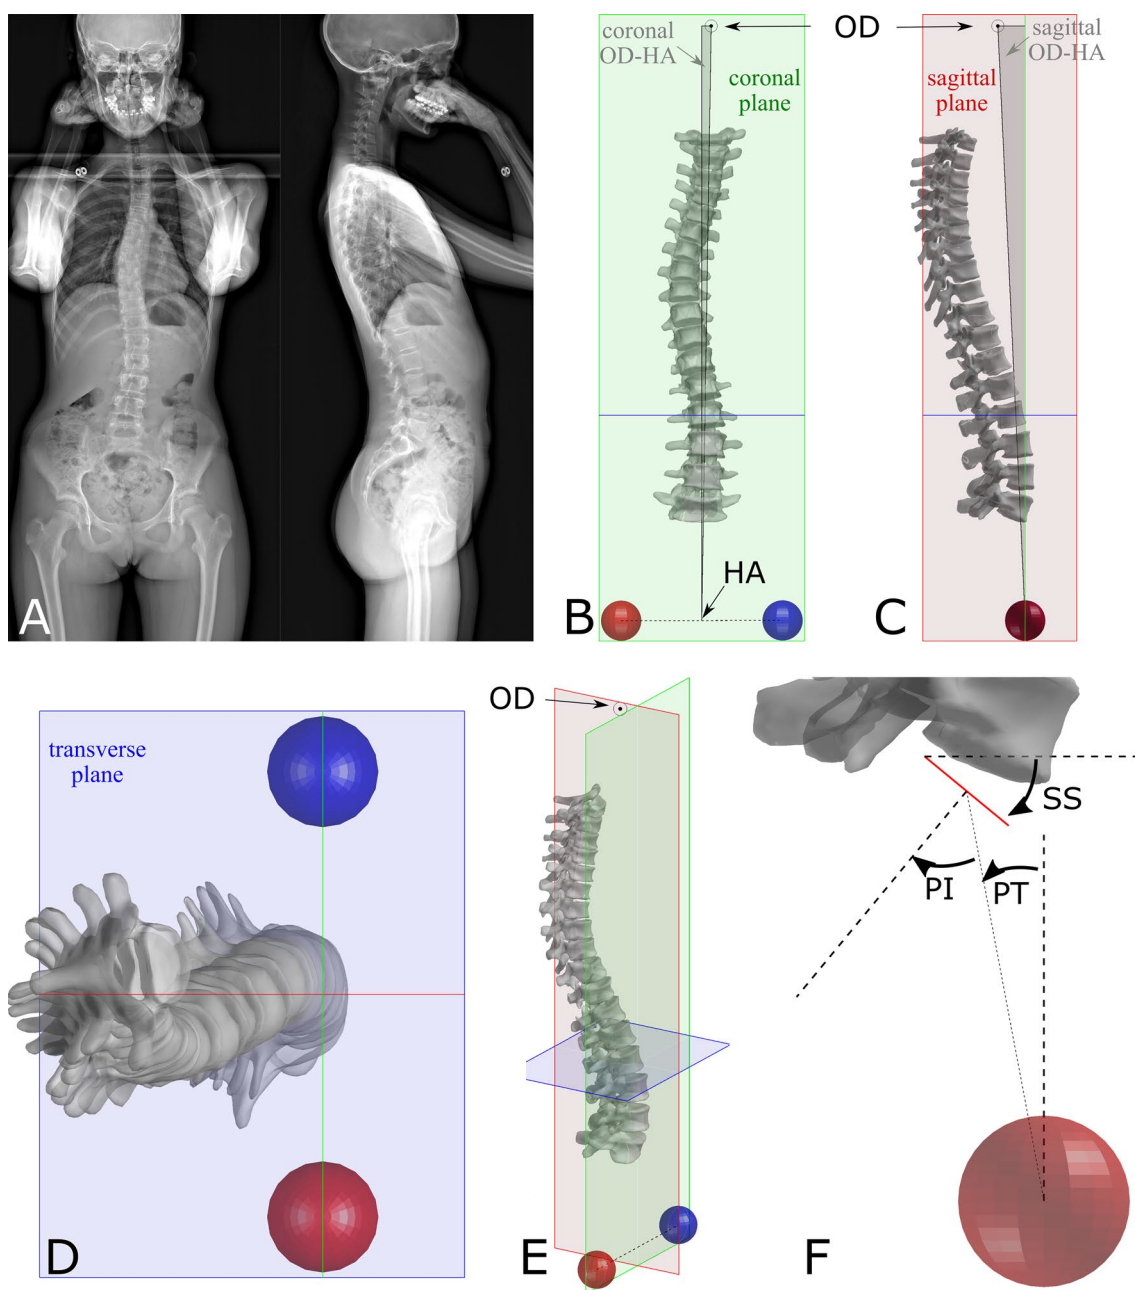 coronal
OD-HA
OD
sagittal
OD-HA
coronal
plane
sagittal
plane
HA
A
B
C
OD
transverse
plane
SS
PI
PT
D
E
F